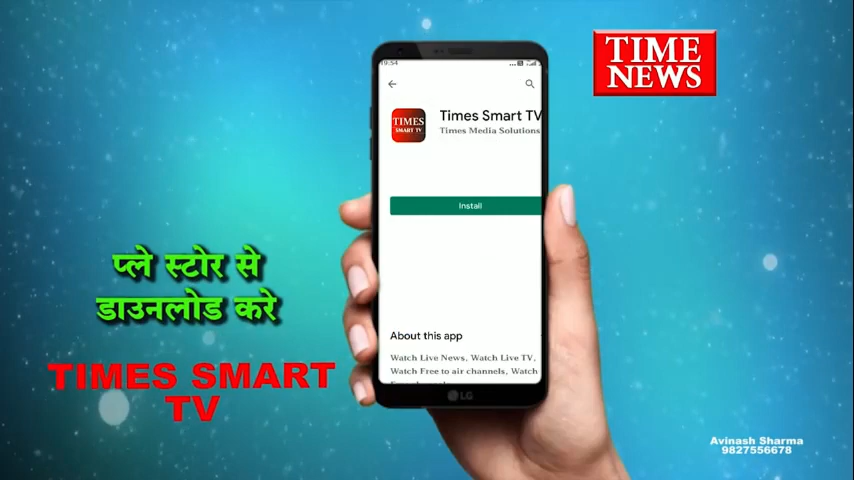 TIME
NEWS
19:54
Times Smart TV
TIMES
SMART TV
Times Media Solutions
Install
प्ले स्टोर से
डाउनलोड करे
About this app
Watch Live News, Watch Live TV,
Watch Free to air channels, Watch
TIMES SMART
TV
LG
Avinash Sharma
9827556678